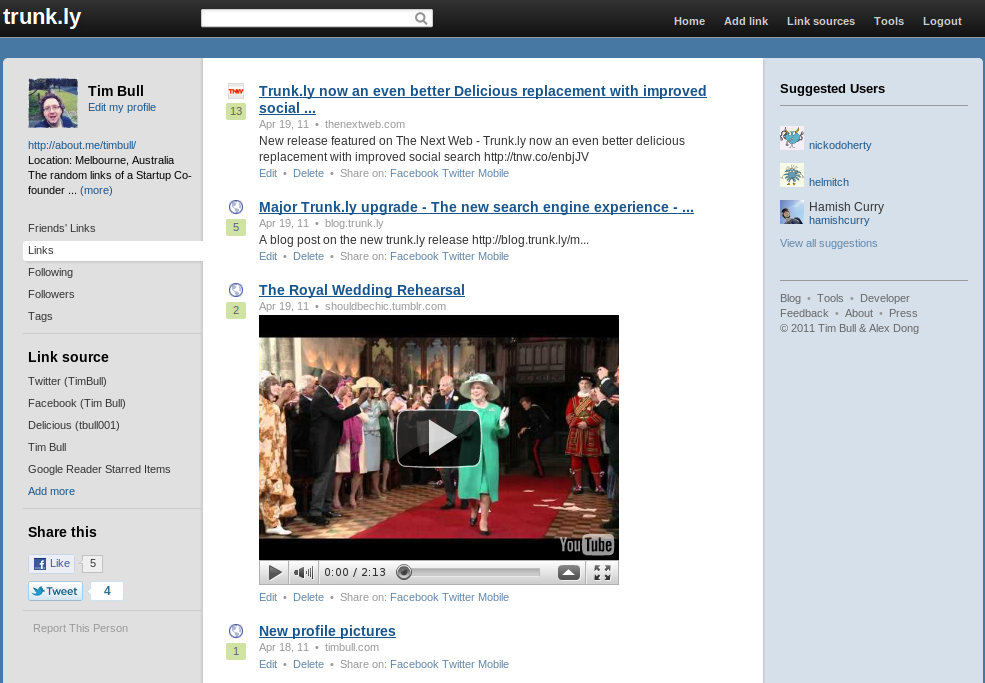 trunk.ly
Home Add link Link sources Tools Logout
Tim Bull
Edit my profile
http://about.me/timbull/
Location: Melbourne, Australia
The random links of a Startup Co-
founder ... (more)
Friends' Links
Links
Following
Followers
Tags
Link source
Twitter (TimBull)
Facebook (Tim Bull)
Delicious (tbull001)
Tim Bull
Google Reader Starred Items
Add more
Share this
Like 5
Tweet 4
Report This Person
TNW
13
Trunk.ly now an even better Delicious replacement with improved
social ...
Apr 19, 11 • thenextweb.com
New release featured on The Next Web - Trunk.ly now an even better delicious
replacement with improved social search http://tnw.co/enbjJV
Edit • Delete • Share on: Facebook Twitter Mobile
5
Major Trunk.ly upgrade - The new search engine experience - ...
Apr 19, 11 • blog.trunk.ly
A blog post on the new trunk.ly release http://blog.trunk.ly/m...
Edit • Delete • Share on: Facebook Twitter Mobile
2
The Royal Wedding Rehearsal
Apr 19, 11 • shouldbechic.tumblr.com
YouTube
0:00 / 2:13
Edit • Delete • Share on: Facebook Twitter Mobile
1
New profile pictures
Apr 18, 11 • timbull.com
Edit • Delete • Share on: Facebook Twitter Mobile
Suggested Users
nickodoherty
helmitch
Hamish Curry
hamishcurry
View all suggestions
Blog • Tools • Developer
Feedback • About • Press
© 2011 Tim Bull & Alex Dong